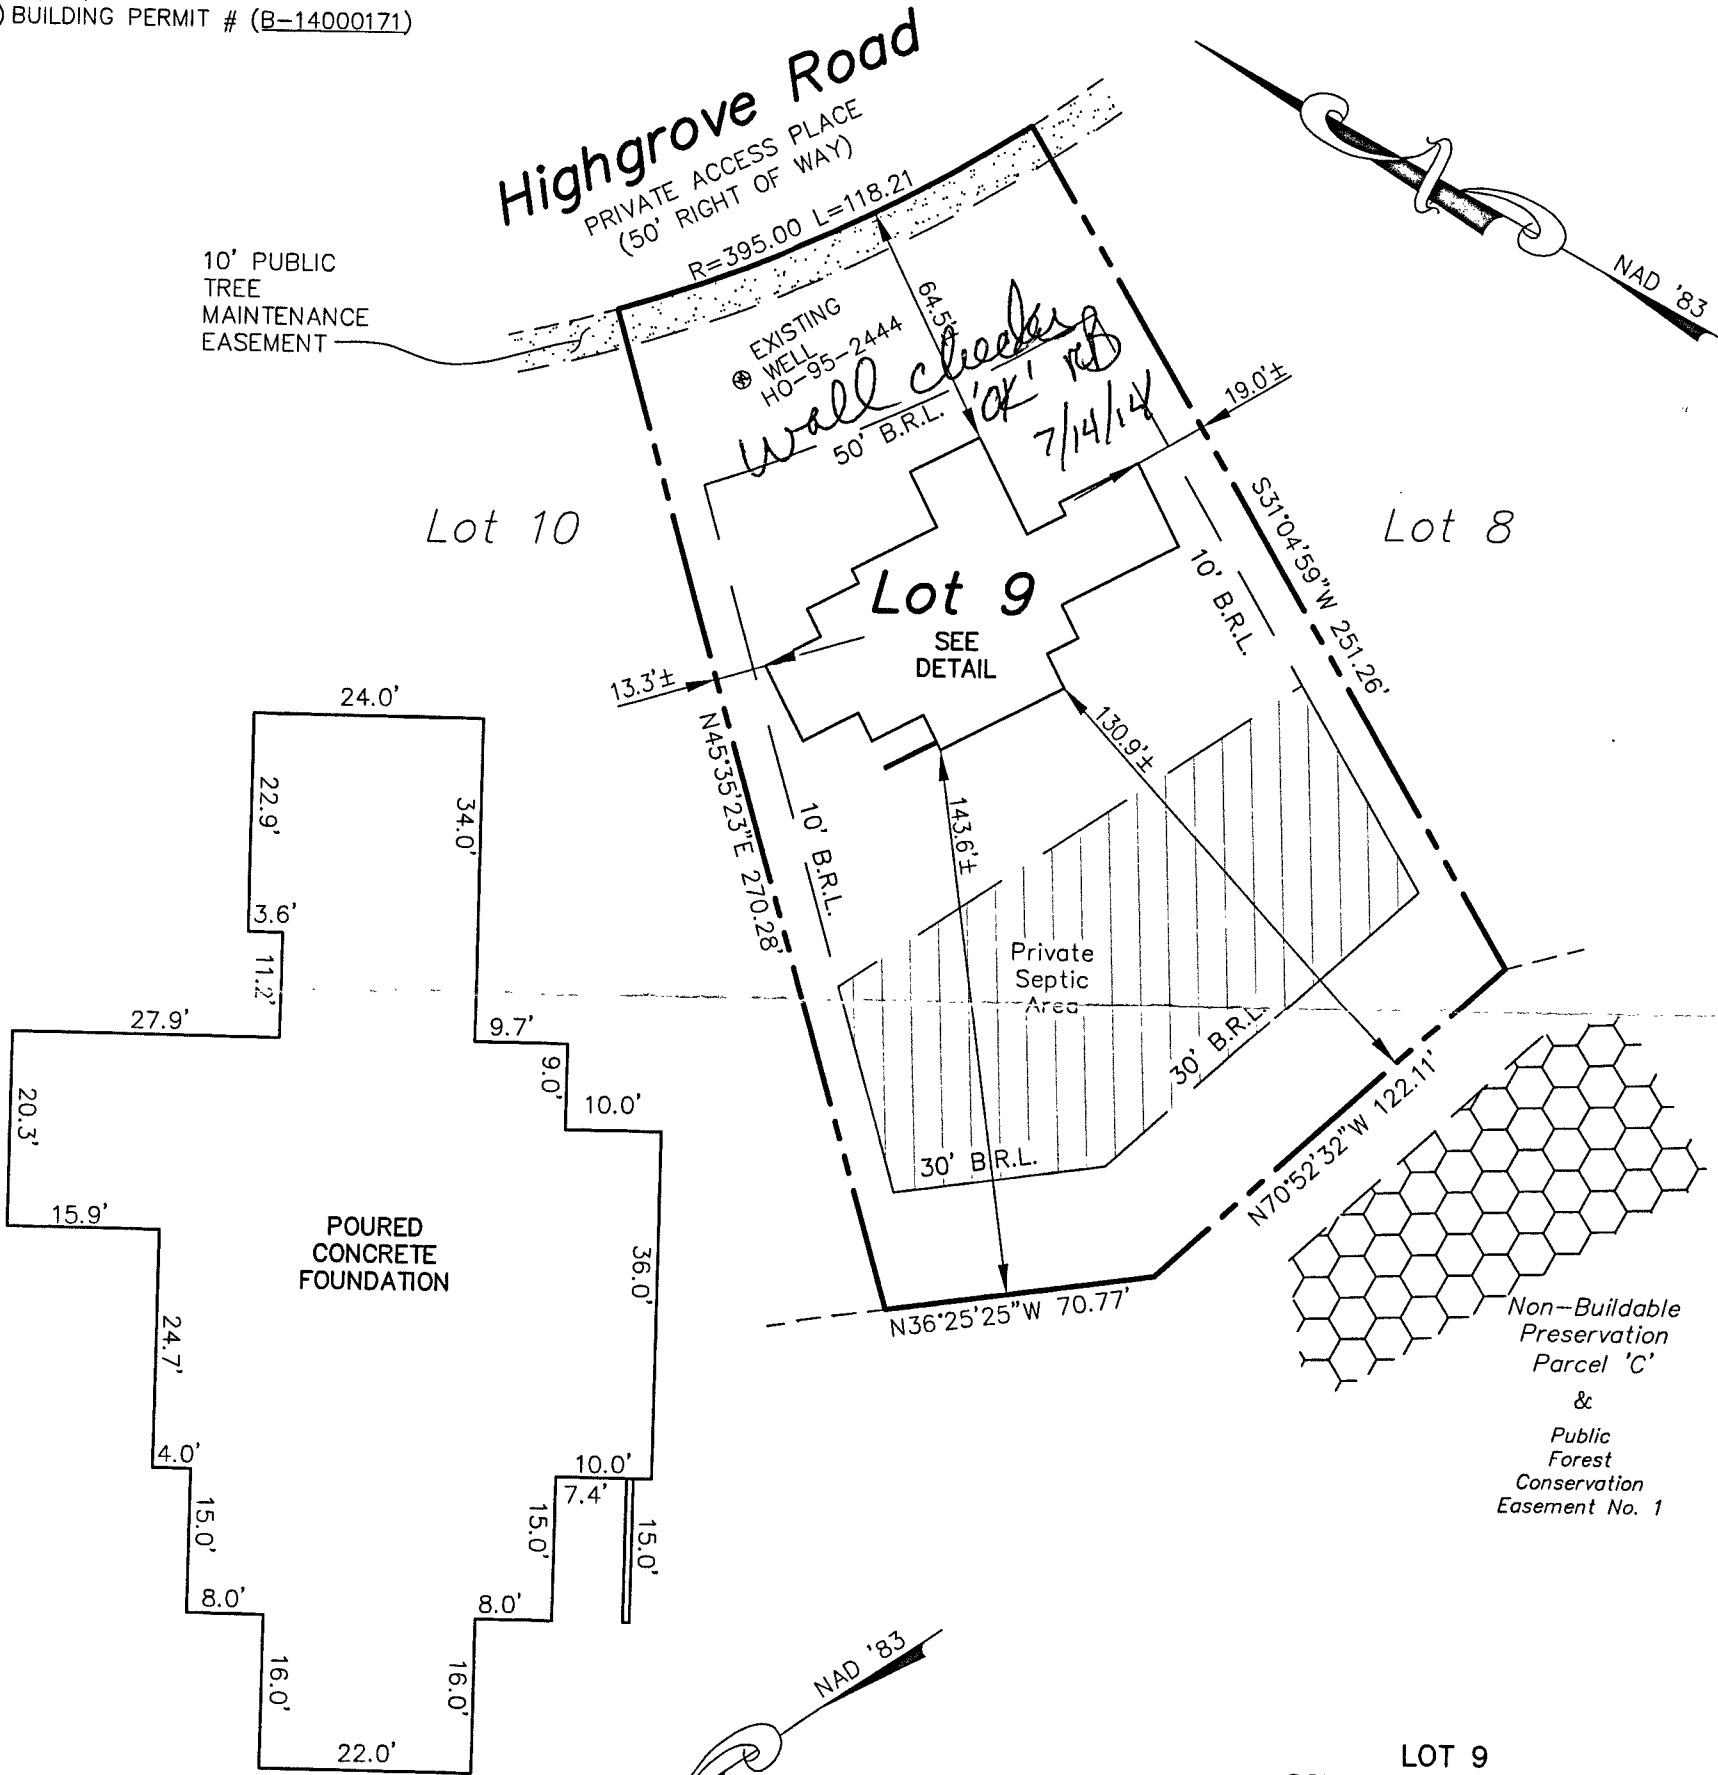 ) BUILDING PERMIT # (B-14000171)
Highgrove Road
PRIVATE ACCESS PLACE
(50' RIGHT OF WAY)
R=395.00 L=118.21
10' PUBLIC
TREE
MAINTENANCE
EASEMENT
NAD '83
EXISTING
WELL
HO-95-2444
64.5'±
Wall check
'OK' RB
7/14/14
50' B.R.L.
19.0'±
Lot 10
Lot 8
S31°04'59"W 251.26'
10' B.R.L.
Lot 9
SEE
DETAIL
13.3'±
N45°35'23"E 270.28'
10' B.R.L.
130.9'±
143.6'±
Private
Septic
Area
30' B.R.L.
30' B.R.L.
N70°52'32"W 122.11'
N36°25'25"W 70.77'
Non-Buildable
Preservation
Parcel 'C'
&
Public
Forest
Conservation
Easement No. 1
24.0'
22.9'
34.0'
3.6'
11.2'
27.9'
9.7'
9.0'
10.0'
20.3'
15.9'
POURED
CONCRETE
FOUNDATION
36.0'
24.7'
4.0'
10.0'
7.4'
15.0'
15.0'
15.0'
8.0'
8.0'
16.0'
16.0'
22.0'
NAD '83
LOT 9